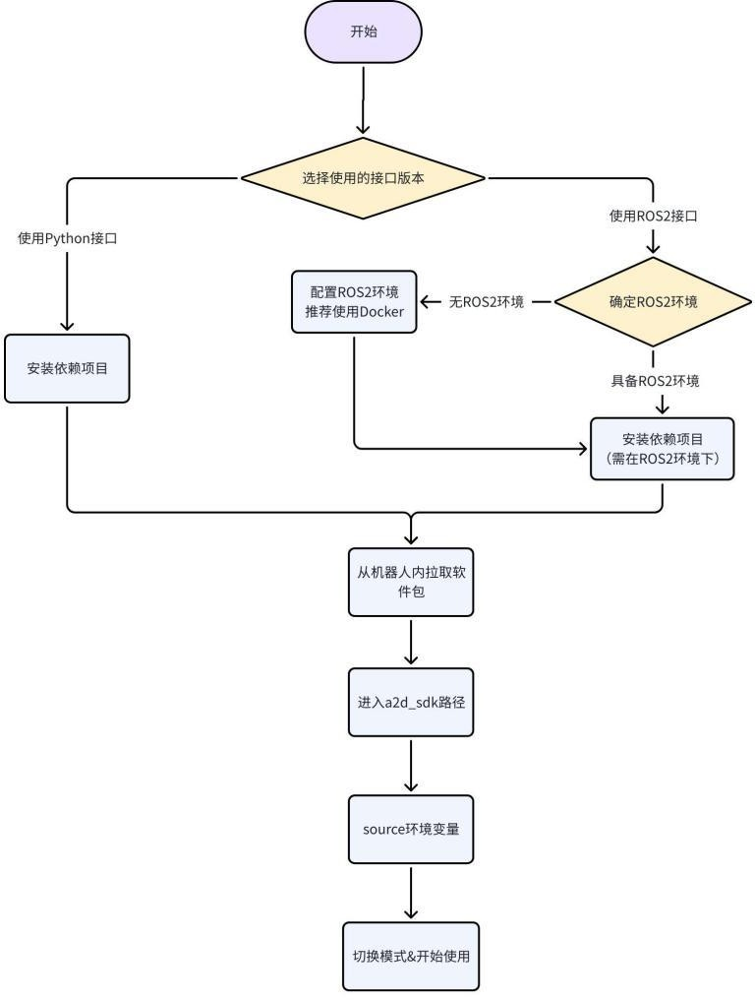 开始
选择使用的接口版本
使用ROS2接口
使用Python接口
配置ROS2环境
推荐使用Docker
无ROS2环境
确定ROS2环境
安装依赖项目
具备ROS2环境
安装依赖项目
（需在ROS2环境下）
从机器人内拉取软
件包
进入a2d_sdk路径
source环境变量
切换模式&开始使用